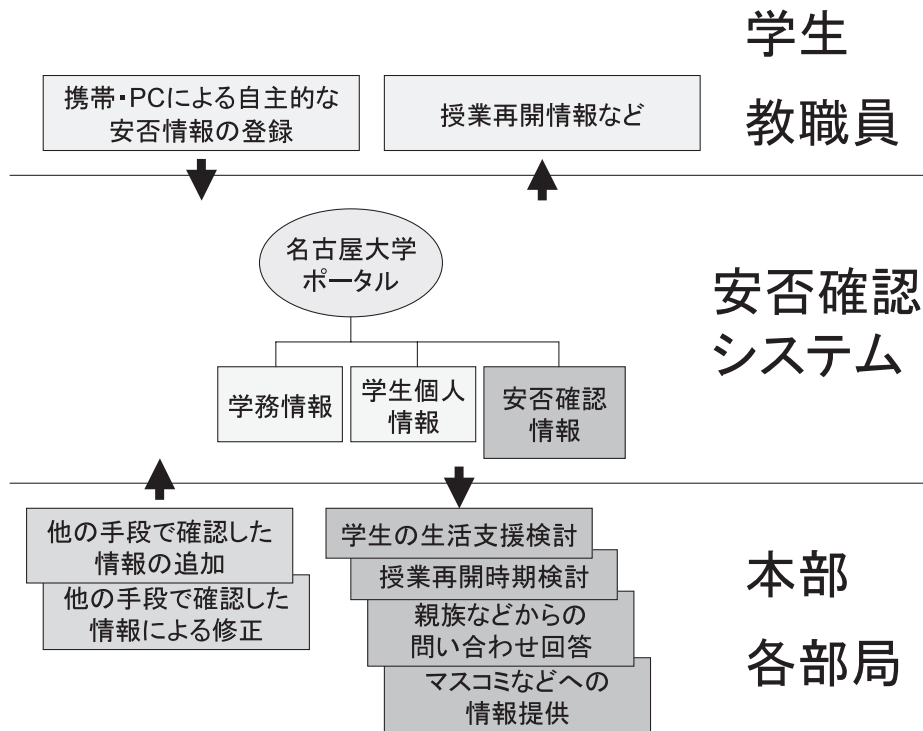 学生
教職員
携帯・PCによる自主的な
安否情報の登録
授業再開情報など
名古屋大学
ポータル
安否確認
システム
学務情報
学生個人
情報
安否確認
情報
他の手段で確認した
情報の追加
他の手段で確認した
情報による修正
学生の生活支援検討
授業再開時期検討
親族などからの
問い合わせ回答
マスコミなどへの
情報提供
本部
各部局